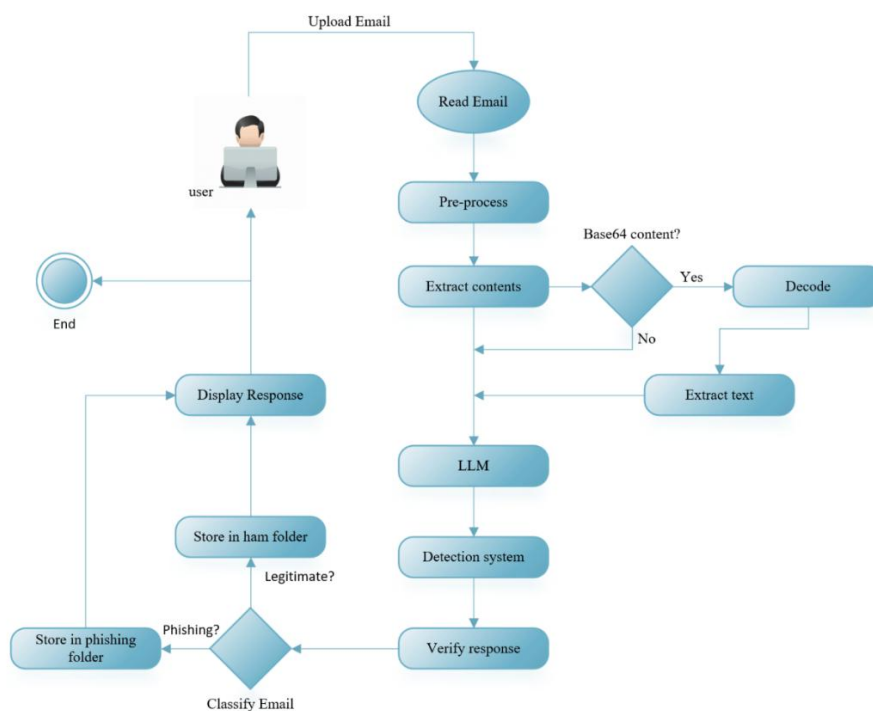 Upload Email
Read Email
user
Pre-process
Base64 content?
Extract contents
Yes
Decode
End
No
Display Response
Extract text
LLM
Store in ham folder
Detection system
Legitimate?
Phishing?
Store in phishing
folder
Verify response
Classify Email